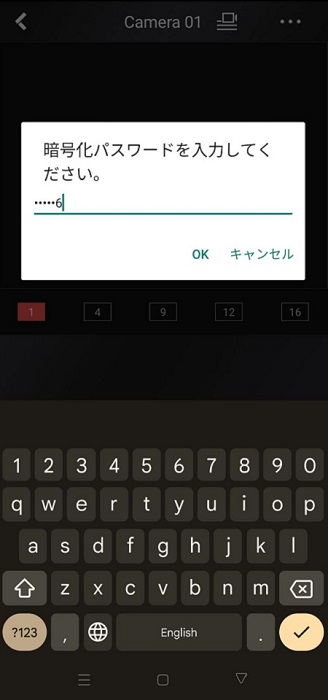 Camera 01
暗号化パスワードを入力してく
ださい。
•••••6
OK キャンセル
1 4 9 12 16
1 2 3 4 5 6 7 8 9 0
q w e r t y u i o p
a s d f g h j k l
z x c v b n m
?123 , English .